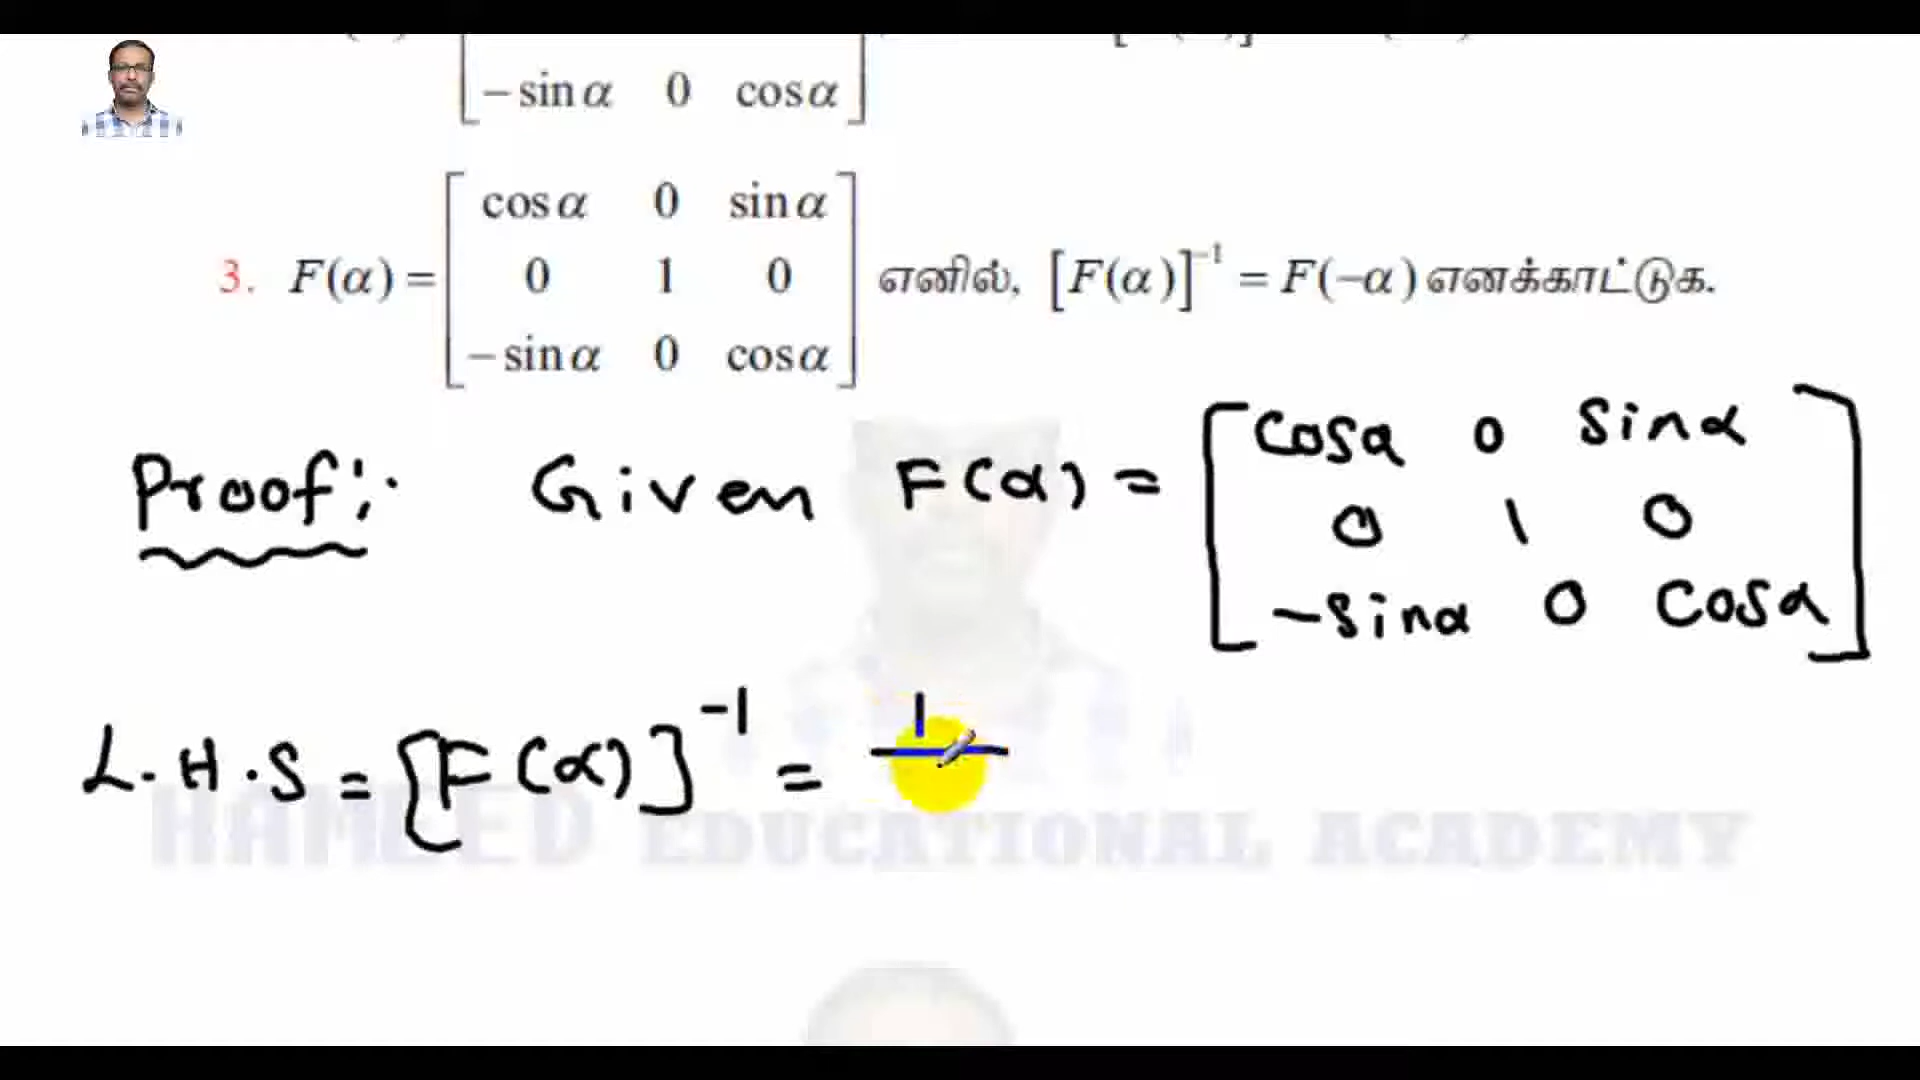 -sinα 0 cosα
cosα 0 sinα
3. F(α) = 0 1 0 எனில், [F(α)]⁻¹ = F(-α) எனக்காட்டுக.
-sinα 0 cosα
Proof:- Given F(α) = cosα 0 sinα
0 1 0
-sinα 0 cosα
L.H.S = [F(α)]⁻¹ = 1
HAMEED EDUCATIONAL ACADEMY